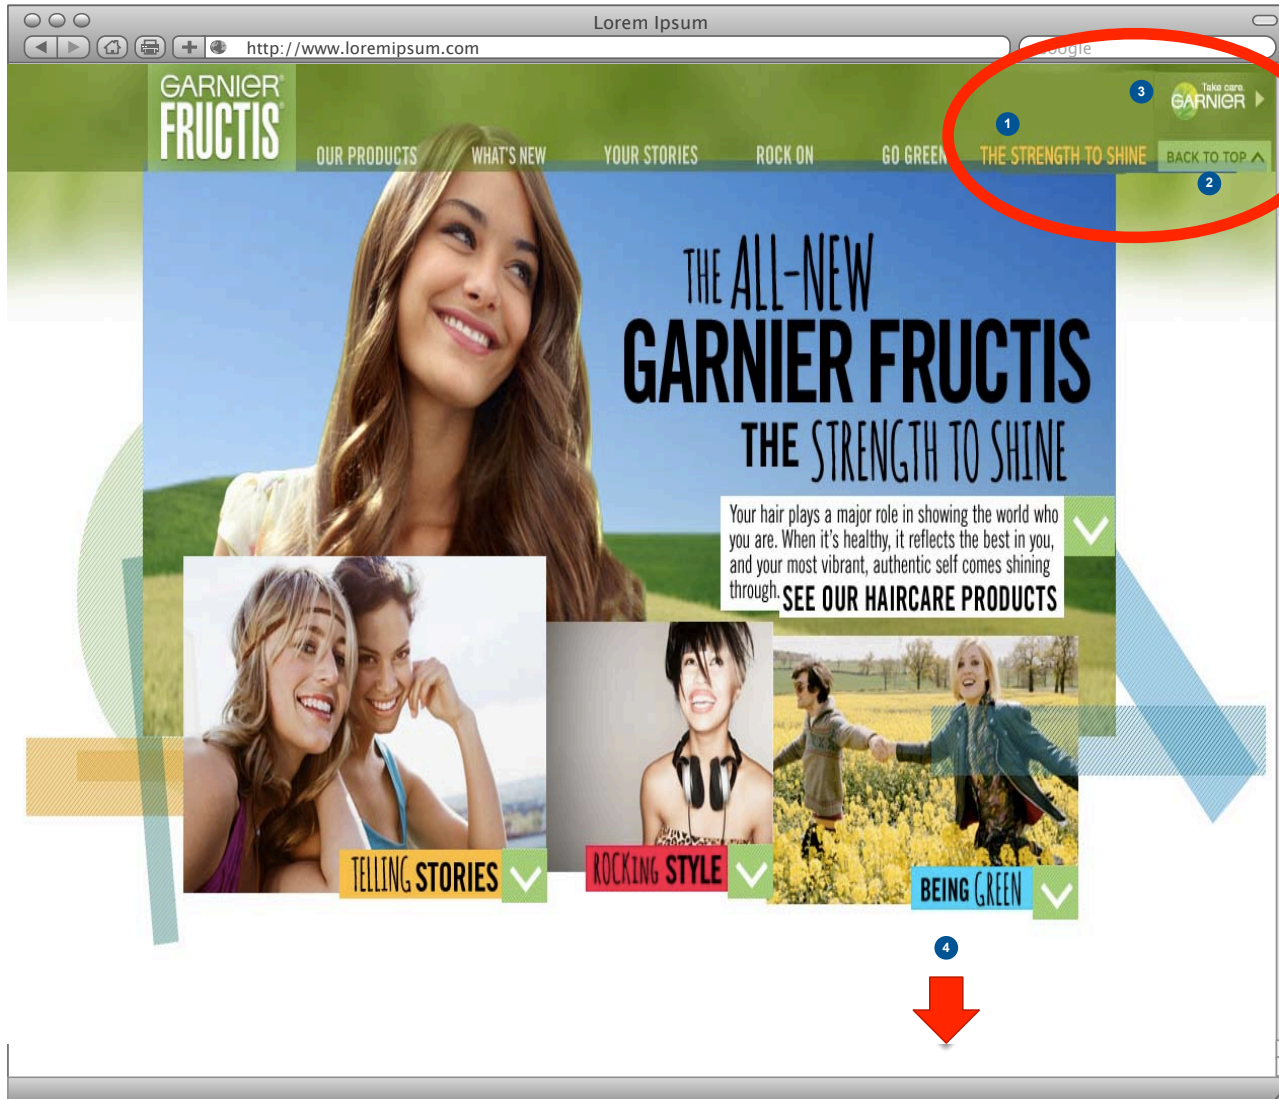 Lorem Ipsum
http://www.loremipsum.com
Google
GARNIER
FRUCTIS
3
Take care.
GARNIER
1
OUR PRODUCTS
WHAT'S NEW
YOUR STORIES
ROCK ON
GO GREEN
THE STRENGTH TO SHINE
BACK TO TOP
2
THE ALL-NEW
GARNIER FRUCTIS
THE STRENGTH TO SHINE
Your hair plays a major role in showing the world who
you are. When it's healthy, it reflects the best in you,
and your most vibrant, authentic self comes shining
through. SEE OUR HAIRCARE PRODUCTS
TELLING STORIES
ROCKING STYLE
BEING GREEN
4